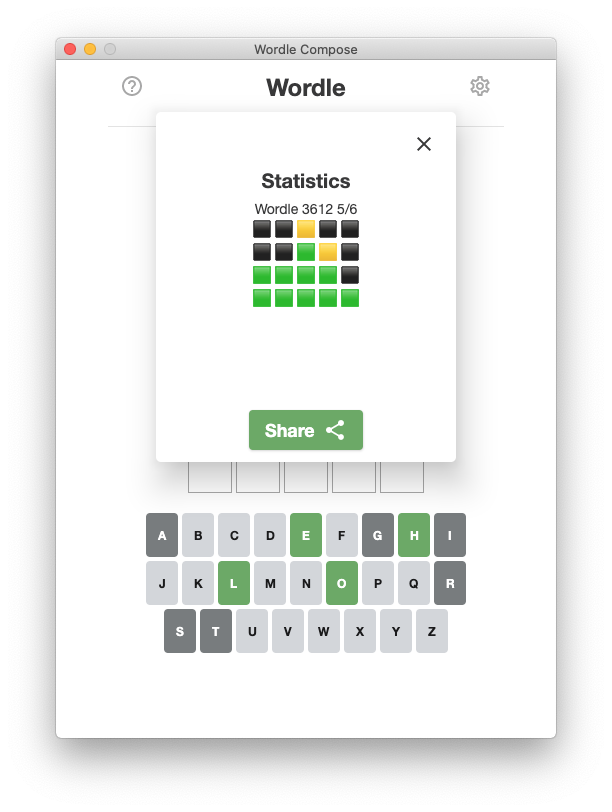 Wordle Compose
Wordle
Statistics
Wordle 3612 5/6
Share
A B C D E F G H I
J K L M N O P Q R
S T U V W X Y Z